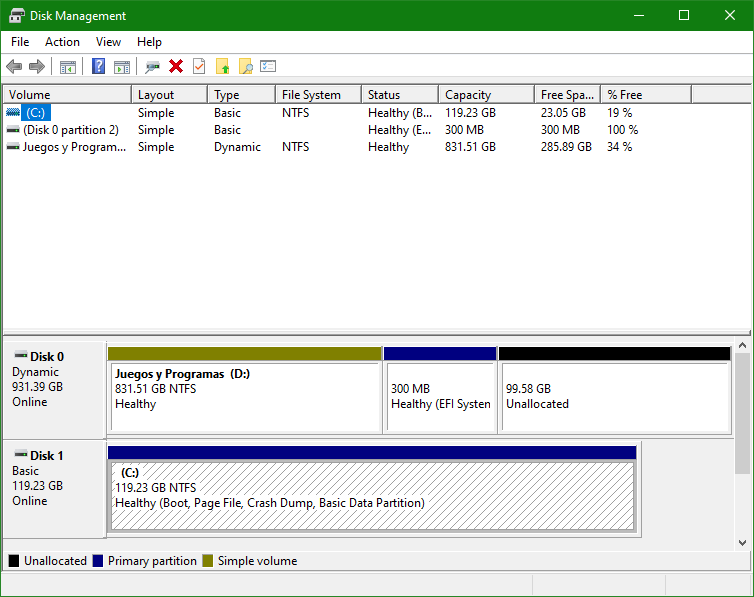 Disk Management
File Action View Help
Volume Layout Type File System Status Capacity Free Spa... % Free
(C:) Simple Basic NTFS Healthy (B... 119.23 GB 23.05 GB 19 %
(Disk 0 partition 2) Simple Basic Healthy (E... 300 MB 300 MB 100 %
Juegos y Program... Simple Dynamic NTFS Healthy 831.51 GB 285.89 GB 34 %
Disk 0
Dynamic
931.39 GB
Online
Juegos y Programas (D:)
831.51 GB NTFS
Healthy
300 MB
Healthy (EFI Systen
99.58 GB
Unallocated
Disk 1
Basic
119.23 GB
Online
(C:)
119.23 GB NTFS
Healthy (Boot, Page File, Crash Dump, Basic Data Partition)
Unallocated Primary partition Simple volume